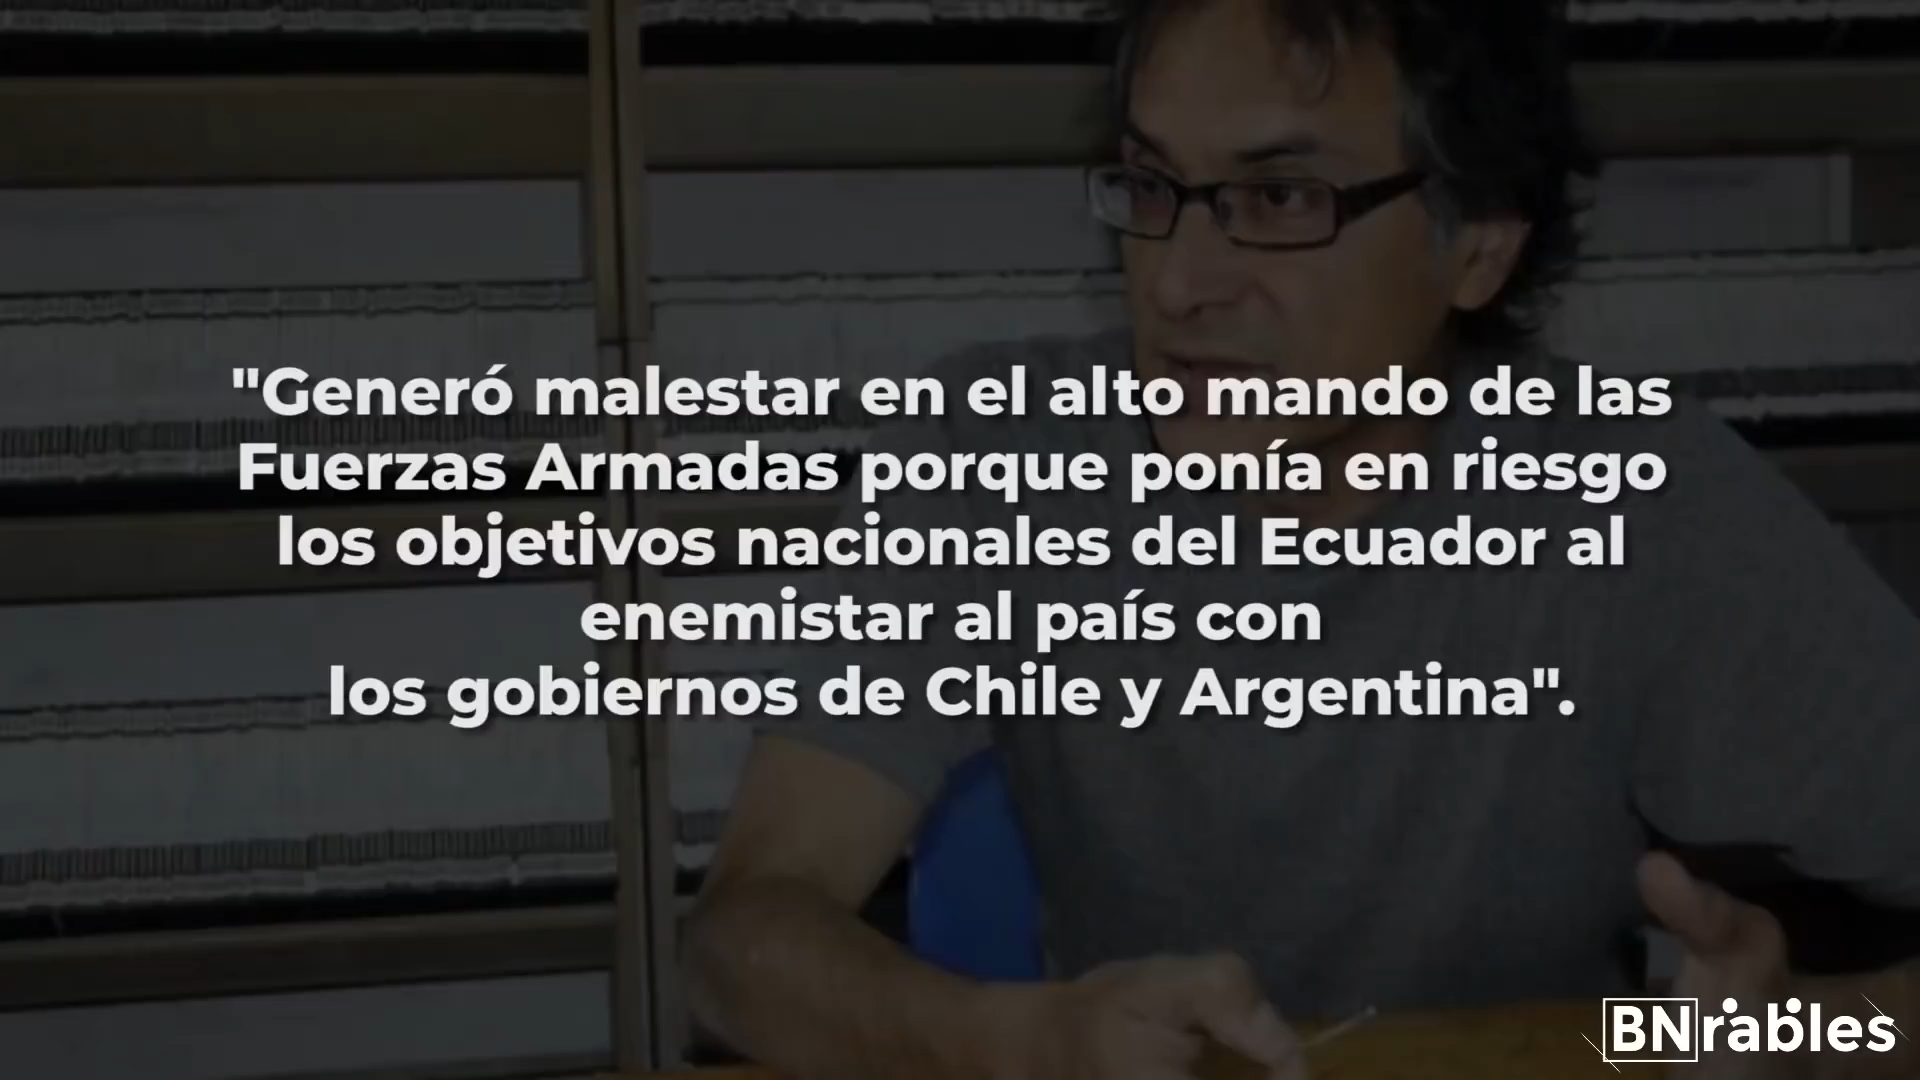 "Generó malestar en el alto mando de las
Fuerzas Armadas porque ponía en riesgo
los objetivos nacionales del Ecuador al
enemistar al país con
los gobiernos de Chile y Argentina".
BNrables